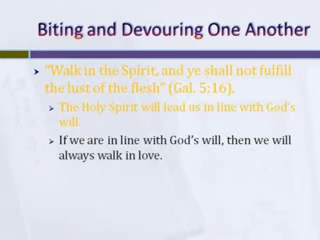 Biting and Devouring One Another
“Walk in the Spirit, and ye shall not fulfill
the lust of the flesh” (Gal. 5:16).
The Holy Spirit will lead us in line with God’s
will.
If we are in line with God’s will, then we will
always walk in love.